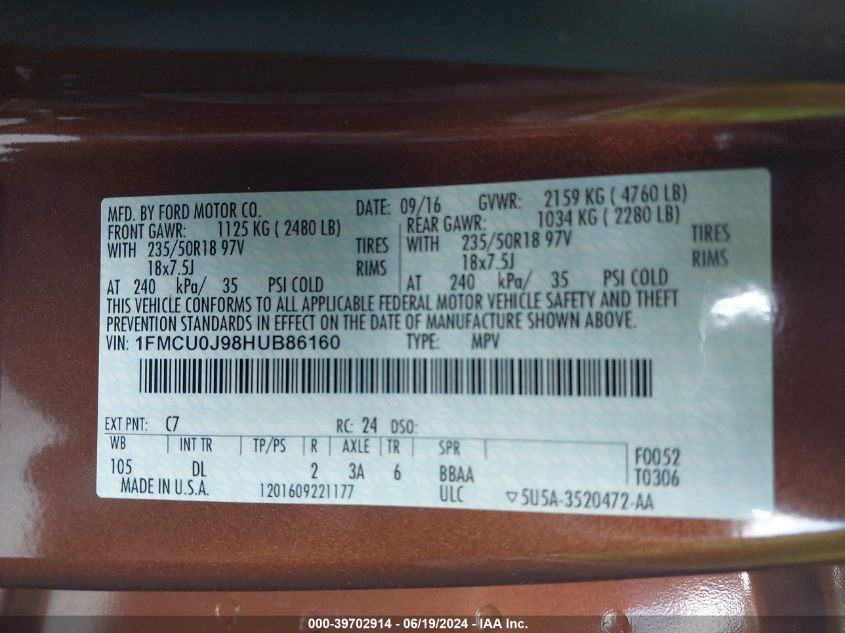 MFD. BY FORD MOTOR CO. DATE: 09/16 GVWR: 2159 KG ( 4760 LB)
FRONT GAWR: 1125 KG ( 2480 LB) REAR GAWR: 1034 KG ( 2280 LB)
WITH 235/50R18 97V TIRES WITH 235/50R18 97V TIRES
18x7.5J RIMS 18x7.5J RIMS
AT 240 kPa/ 35 PSI COLD AT 240 kPa/ 35 PSI COLD
THIS VEHICLE CONFORMS TO ALL APPLICABLE FEDERAL MOTOR VEHICLE SAFETY AND THEFT
PREVENTION STANDARDS IN EFFECT ON THE DATE OF MANUFACTURE SHOWN ABOVE.
VIN: 1FMCU0J98HUB86160 TYPE: MPV
EXT PNT: C7 RC: 24 DSO:
WB INT TR TP/PS R AXLE TR SPR
105 DL 2 3A 6 BBAA F0052
T0306
MADE IN U.S.A. 1201609221177 ULC ▽5U5A-3520472-AA
000-39702914 - 06/19/2024 - IAA Inc.